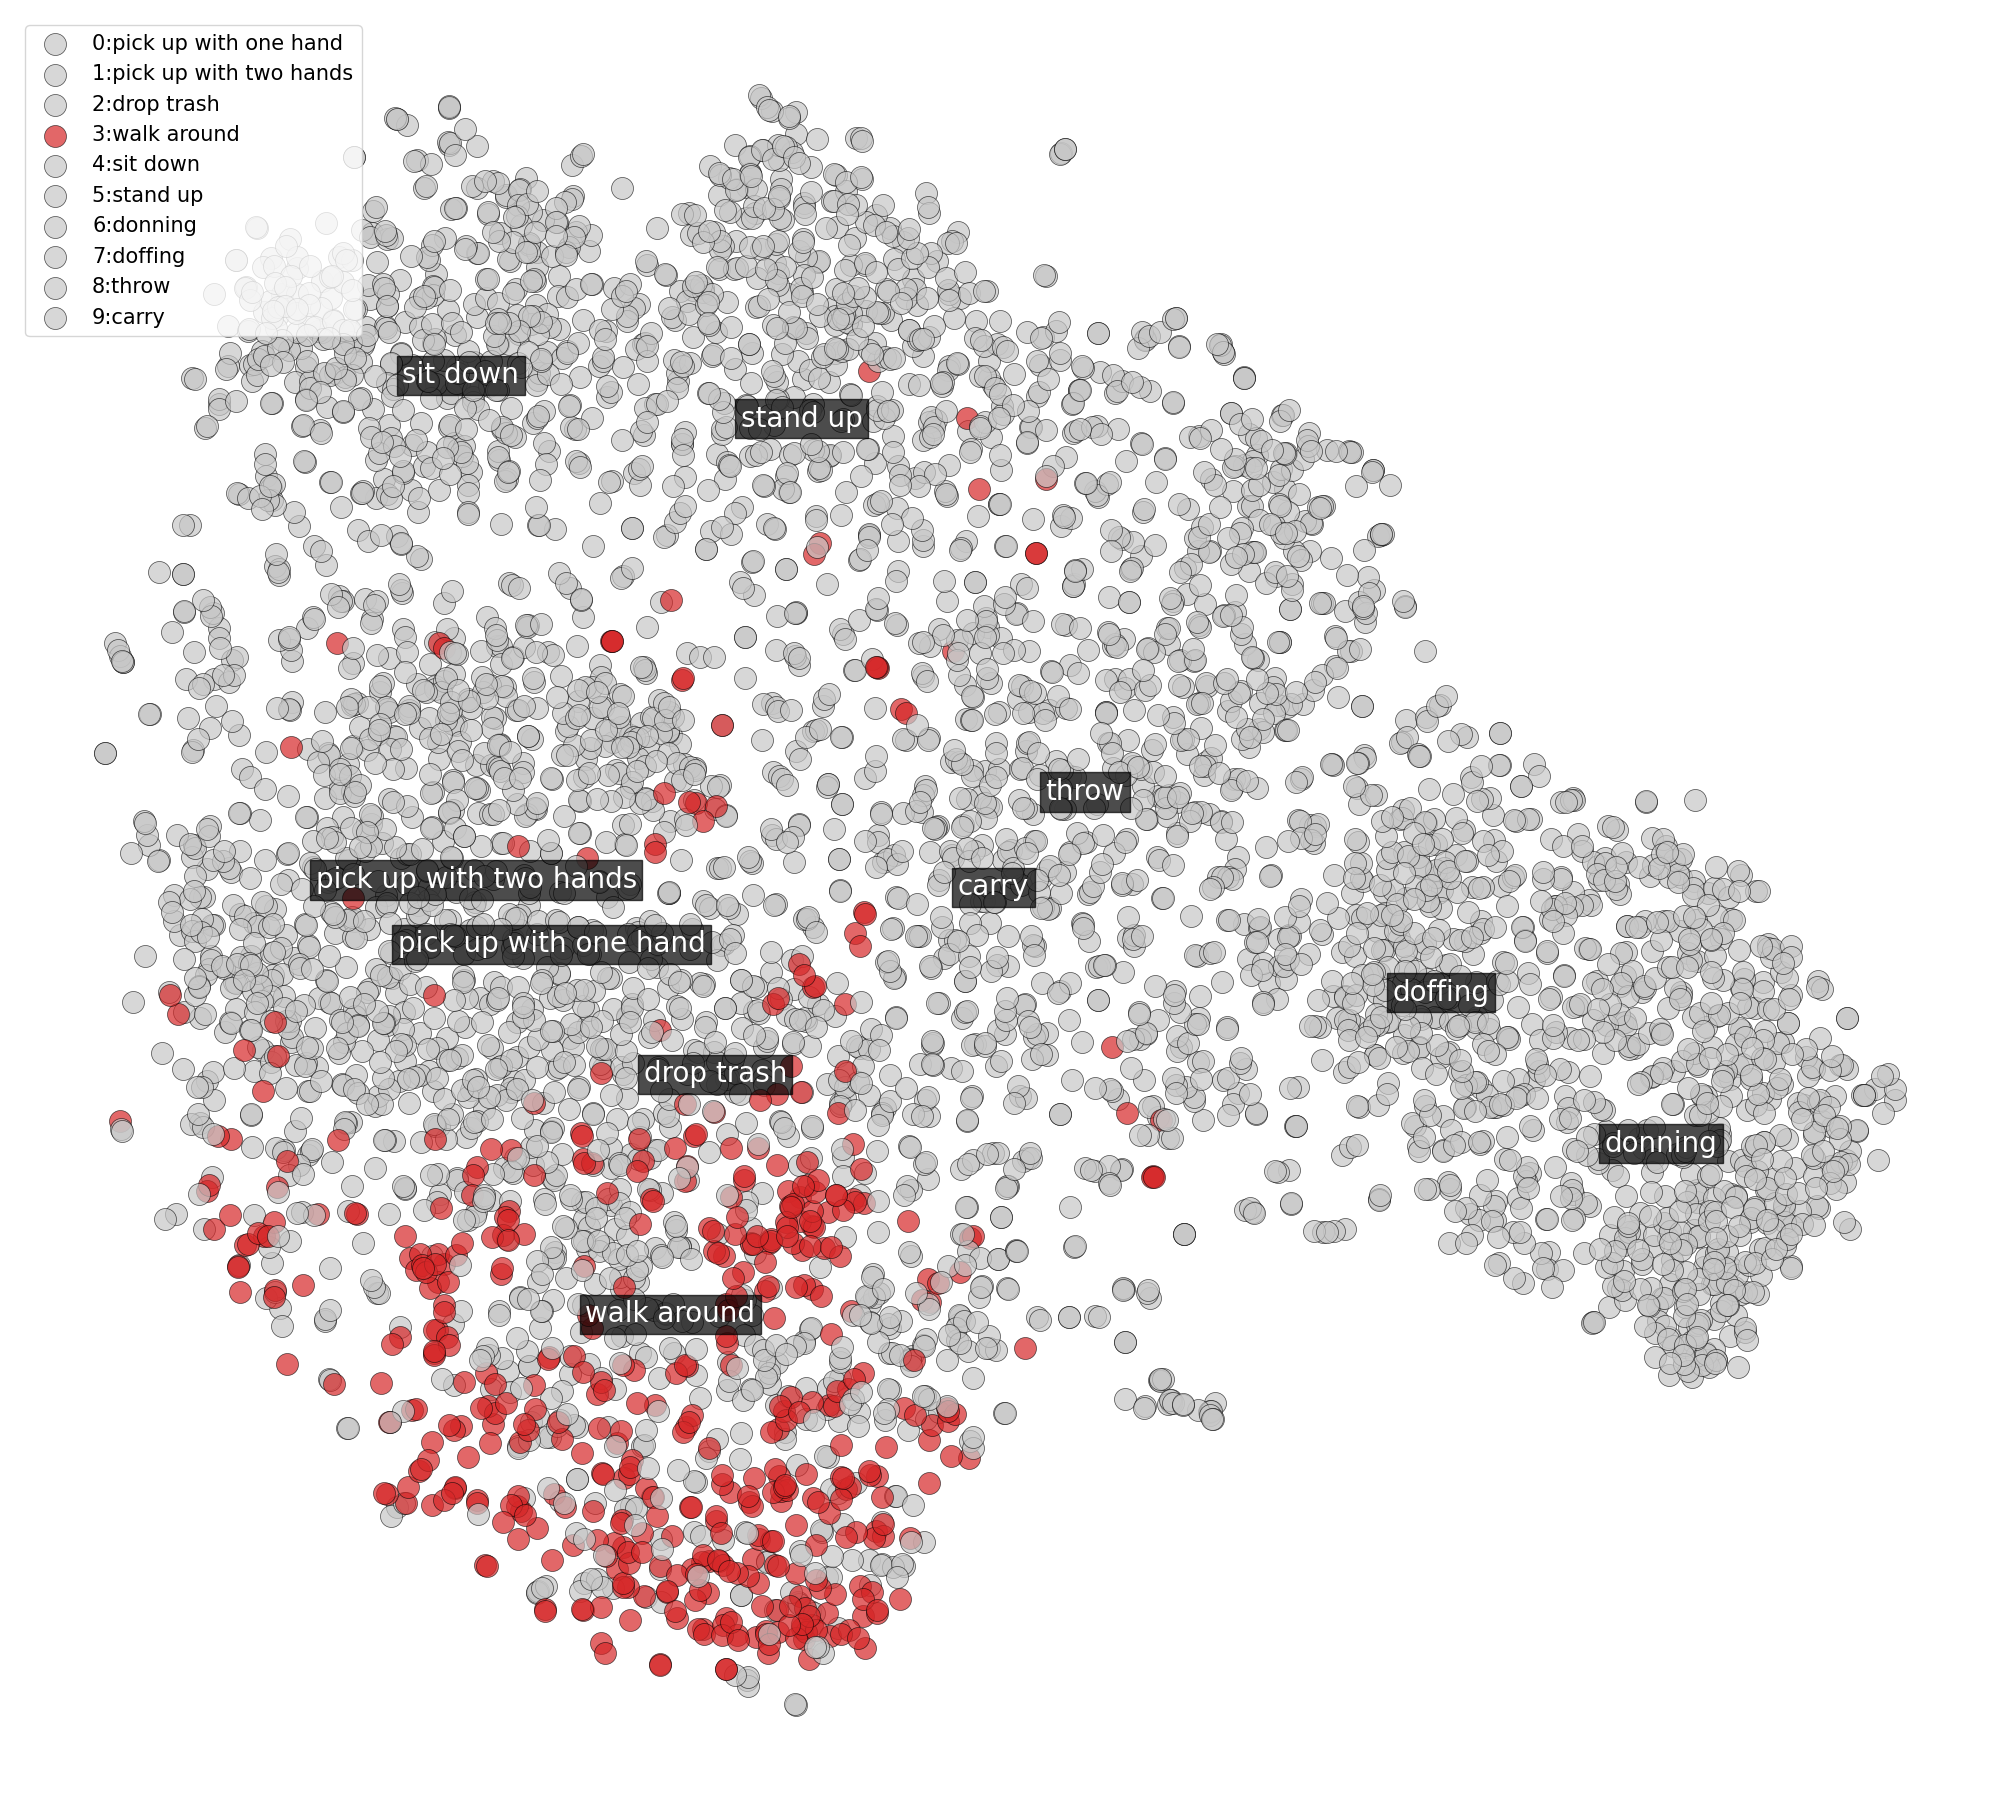 0:pick up with one hand
1:pick up with two hands
2:drop trash
3:walk around
4:sit down
5:stand up
6:donning
7:doffing
8:throw
9:carry
sit down
stand up
throw
pick up with two hands
carry
pick up with one hand
doffing
drop trash
donning
walk around